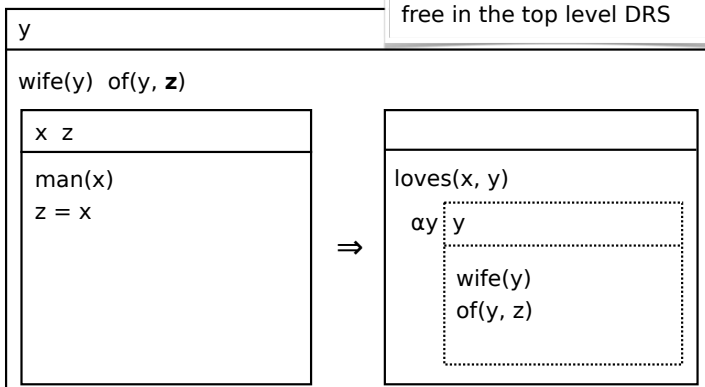 free in the top level DRS
y
wife(y) of(y, z)
x z
man(x)
z = x
⇒
loves(x, y)
αy y
wife(y)
of(y, z)